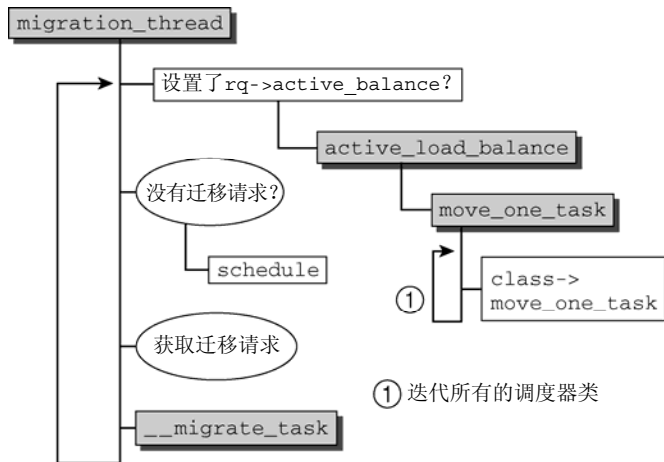 migration_thread
设置了rq->active_balance？
active_load_balance
没有迁移请求？
move_one_task
schedule
class->
move_one_task
①
获取迁移请求
① 迭代所有的调度器类
__migrate_task